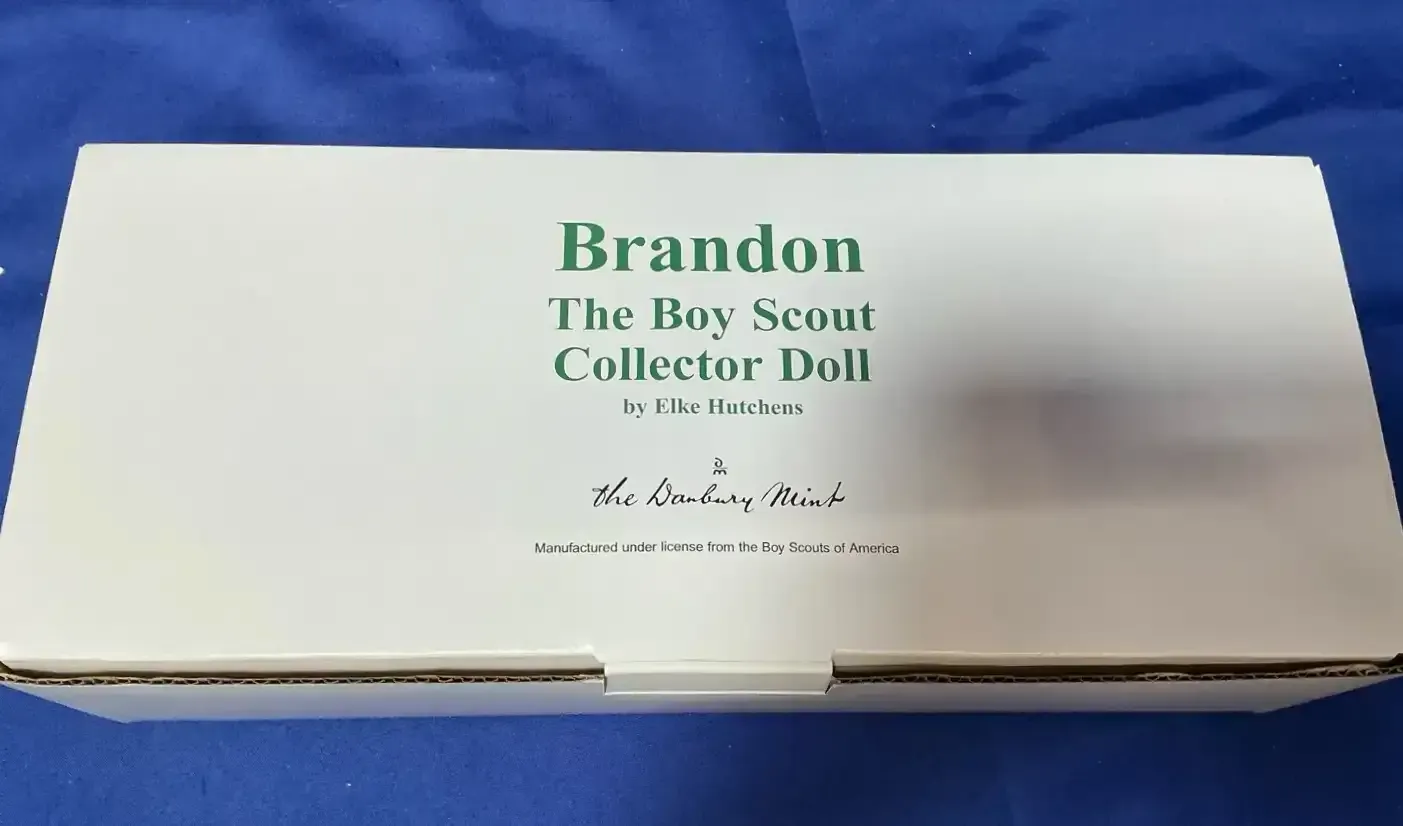 Brandon
The Boy Scout
Collector Doll
by Elke Hutchens
dm
the Danbury Mint
Manufactured under license from the Boy Scouts of America